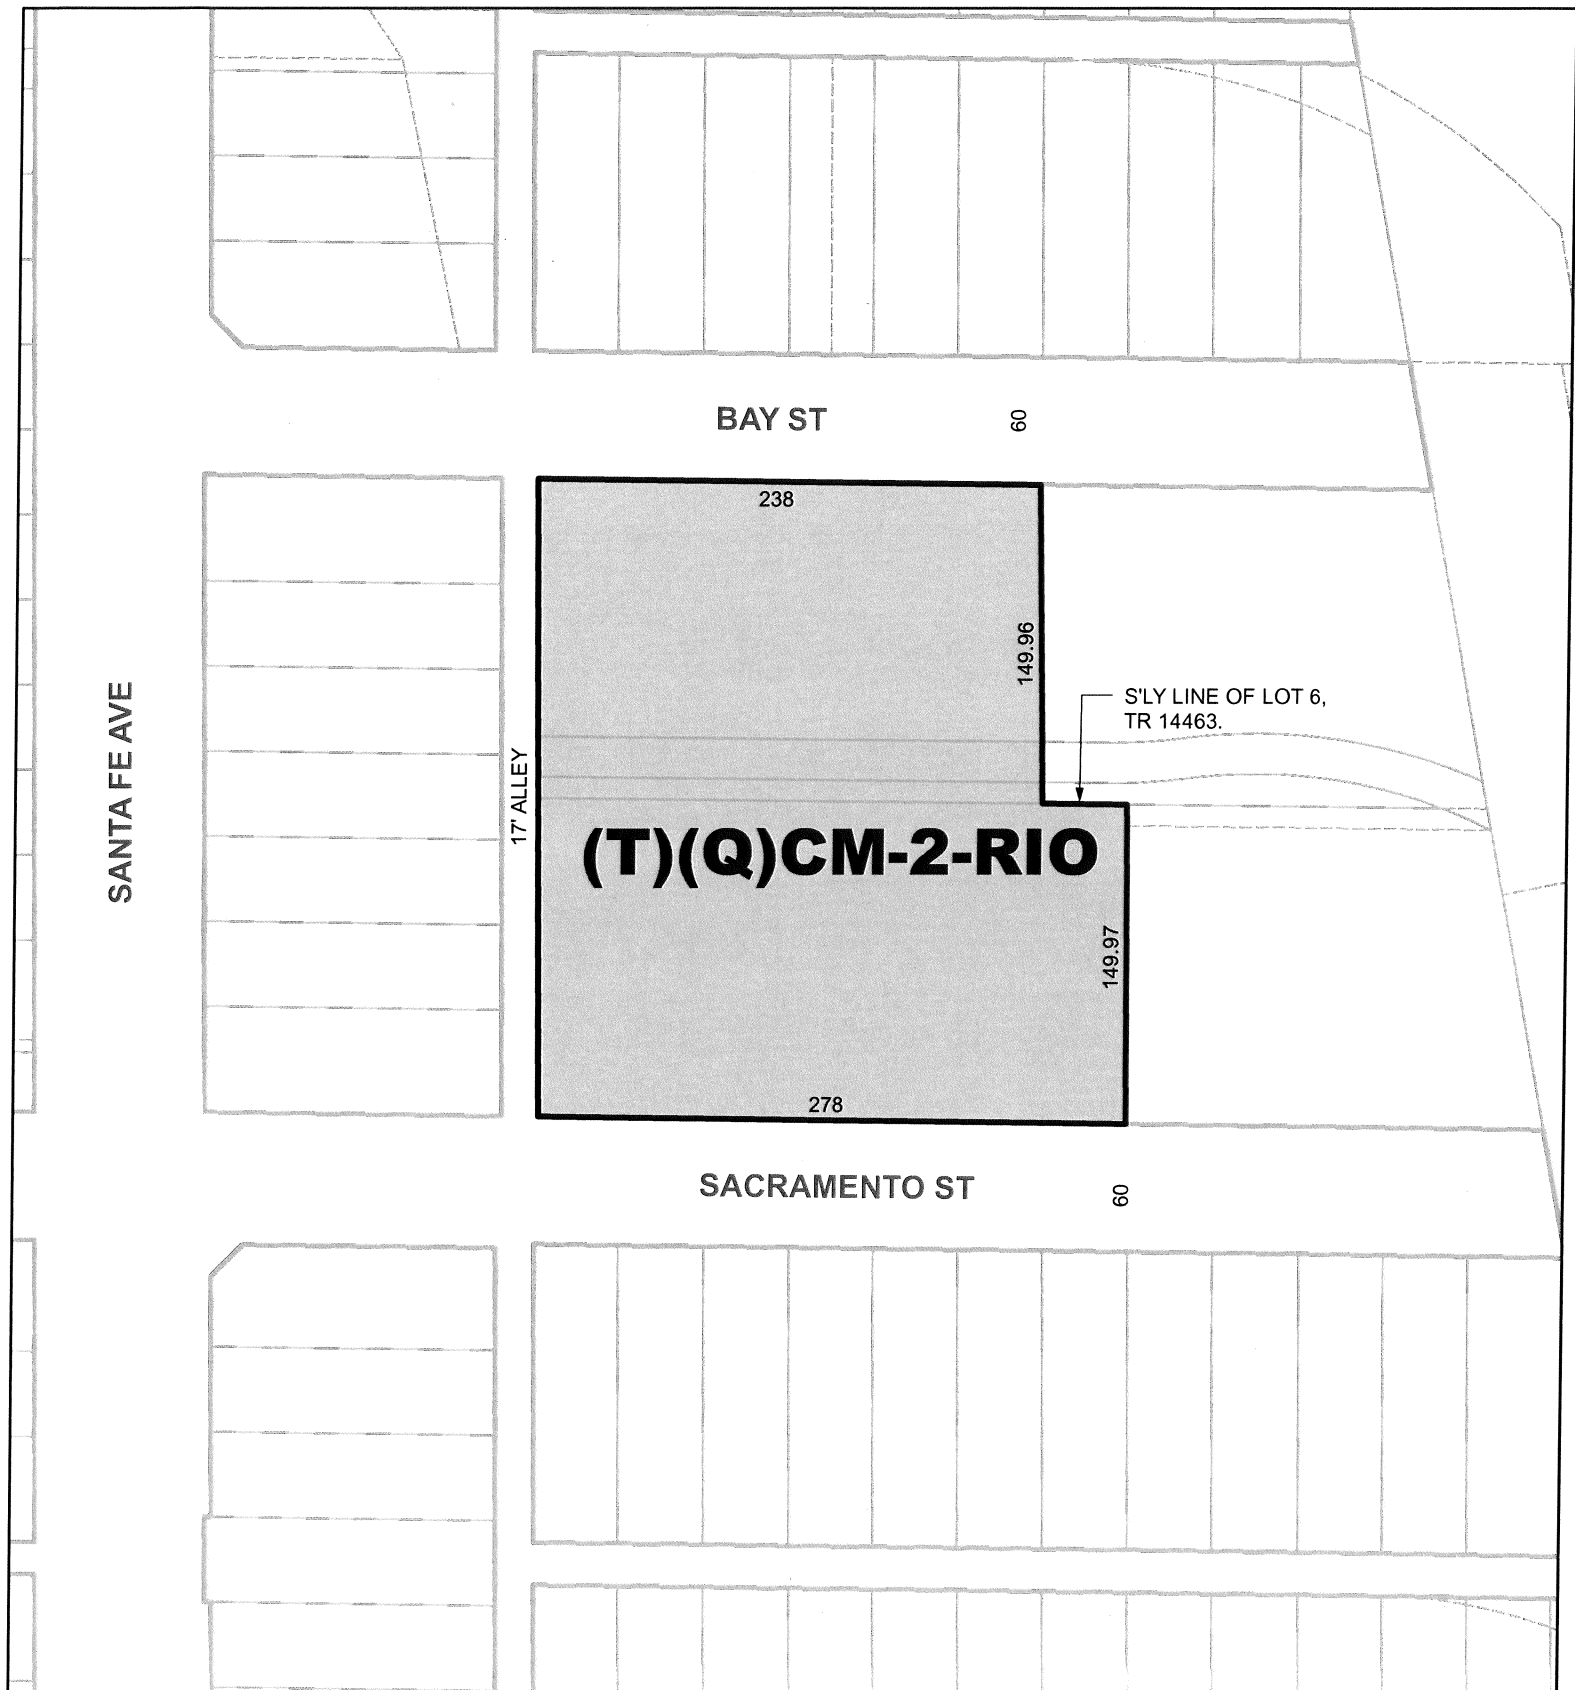 BAY ST
60
238
149.96
S'LY LINE OF LOT 6,
TR 14463.
SANTA FE AVE
17' ALLEY
(T)(Q)CM-2-RIO
149.97
278
SACRAMENTO ST
60